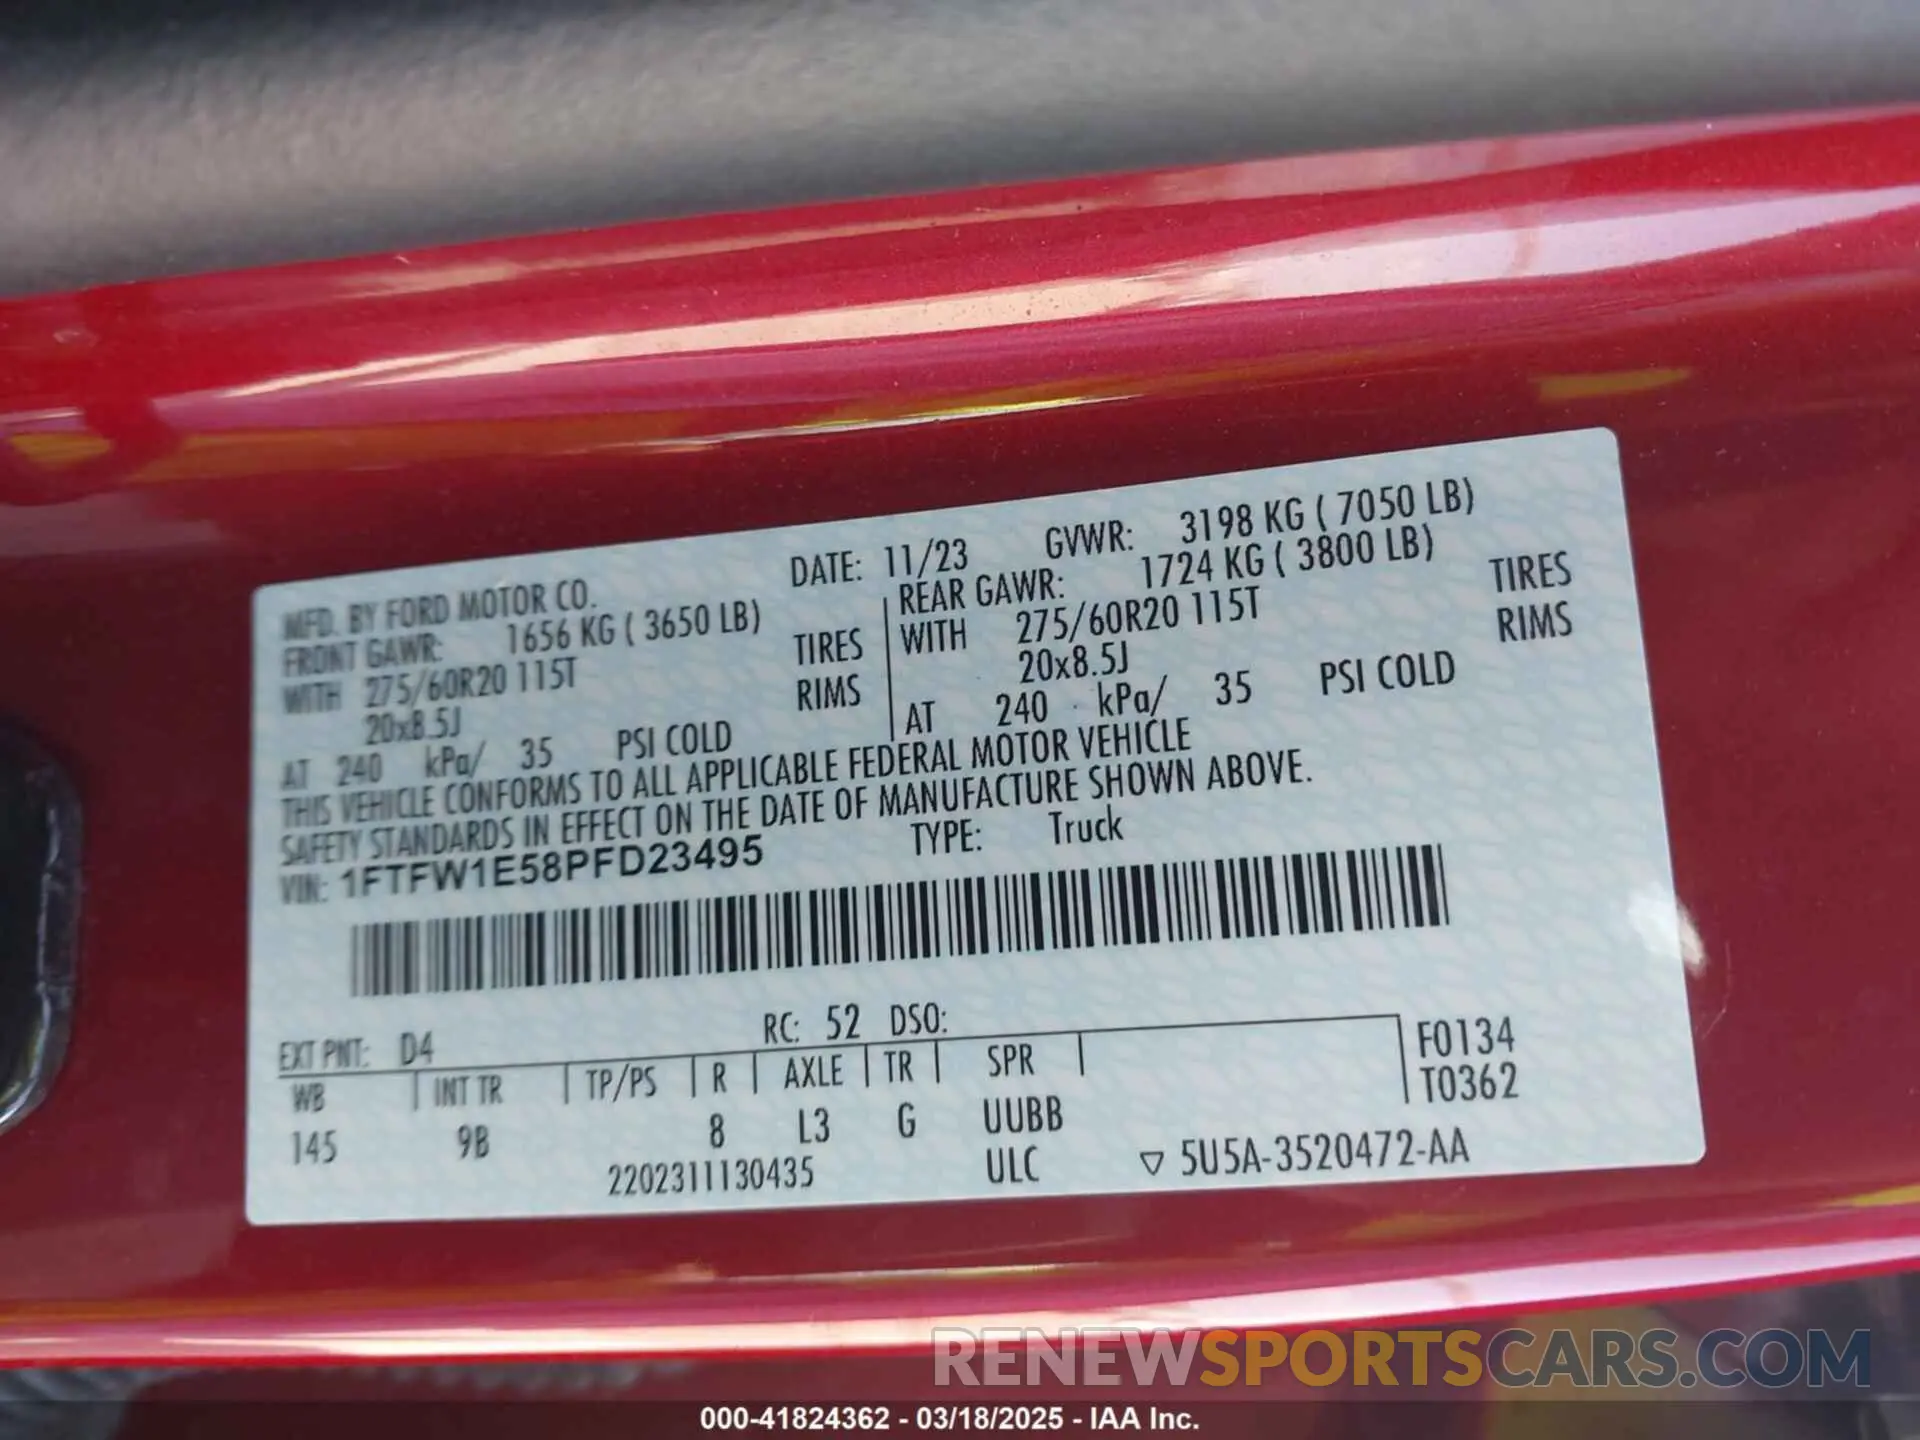 MFD. BY FORD MOTOR CO. DATE: 11/23 GVWR: 3198 KG ( 7050 LB)
FRONT GAWR: 1656 KG ( 3650 LB) REAR GAWR: 1724 KG ( 3800 LB)
WITH 275/60R20 115T TIRES WITH 275/60R20 115T TIRES
20x8.5J RIMS 20x8.5J RIMS
AT 240 kPa/ 35 PSI COLD AT 240 kPa/ 35 PSI COLD
THIS VEHICLE CONFORMS TO ALL APPLICABLE FEDERAL MOTOR VEHICLE
SAFETY STANDARDS IN EFFECT ON THE DATE OF MANUFACTURE SHOWN ABOVE.
VIN: 1FTFW1E58PFD23495 TYPE: Truck
EXT PNT: D4 RC: 52 DSO:
WB INT TR TP/PS R AXLE TR SPR F0134
T0362
145 9B 8 L3 G UUBB
2202311130435 ULC ▽ 5U5A-3520472-AA
RENEWSPORTSCARS.COM
000-41824362 - 03/18/2025 - IAA Inc.